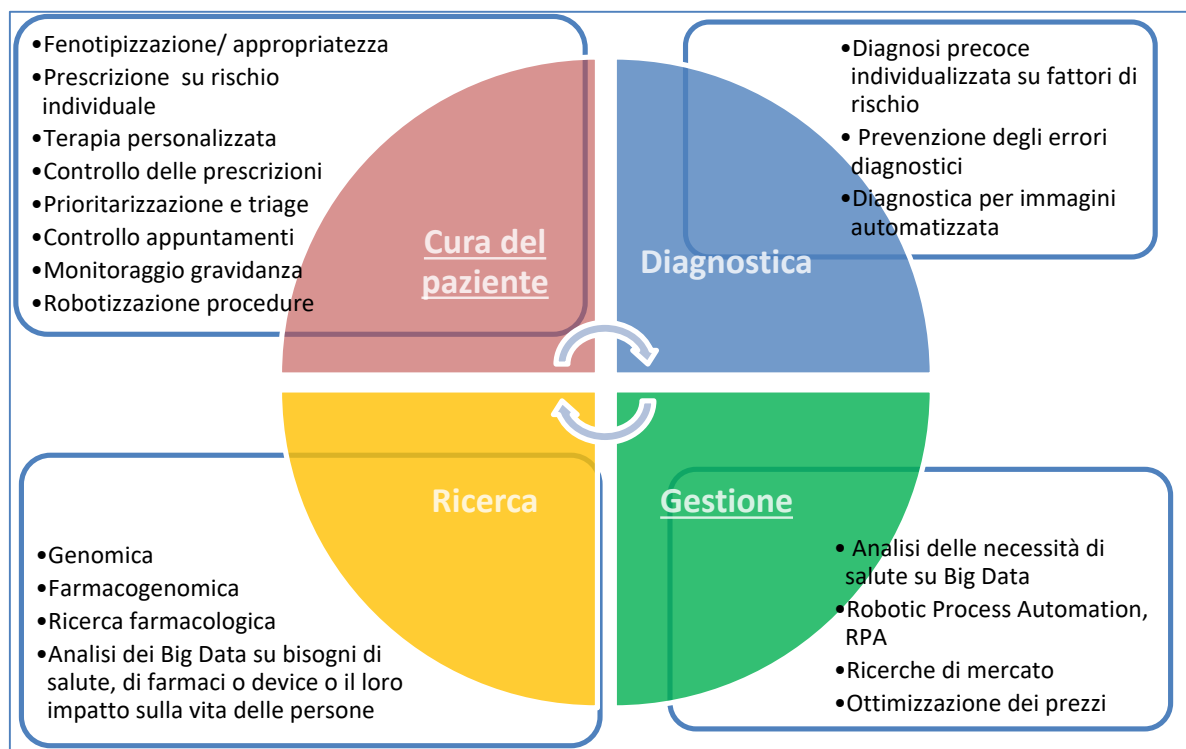 •Fenotipizzazione/ appropriatezza
•Prescrizione  su rischio
individuale
•Terapia personalizzata
•Controllo delle prescrizioni
•Prioritarizzazione e triage
•Controllo appuntamenti
•Monitoraggio gravidanza
•Robotizzazione procedure
Cura del
paziente
•Diagnosi precoce
individualizzata su fattori di
rischio
• Prevenzione degli errori
diagnostici
•Diagnostica per immagini
automatizzata
Diagnostica
Ricerca
•Genomica
•Farmacogenomica
•Ricerca farmacologica
•Analisi dei Big Data su bisogni di
salute, di farmaci o device o il loro
impatto sulla vita delle persone
Gestione
• Analisi delle necessità di
salute su Big Data
•Robotic Process Automation,
RPA
•Ricerche di mercato
•Ottimizzazione dei prezzi